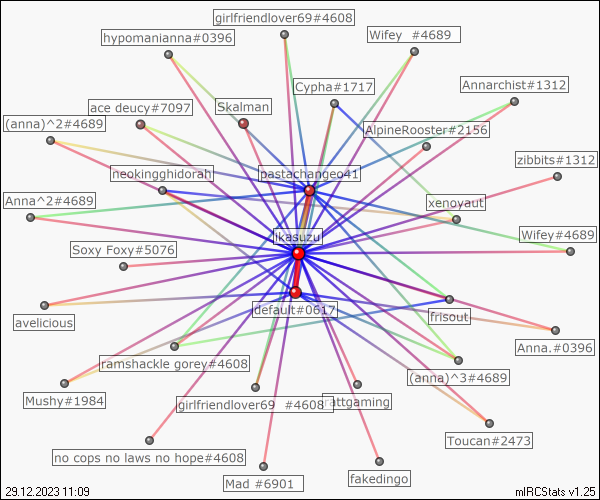 girlfriendlover69#4608
hypomanianna#0396
Wifey  #4689
Cypha#1717
Annarchist#1312
ace deucy#7097
Skalman
(anna)^2#4689
AlpineRooster#2156
zibbits#1312
neokingghidorah
pastachangeo41
Anna^2#4689
xenoyaut
ikasuzu
Wifey#4689
Soxy Foxy#5076
default#0617
frisout
avelicious
Anna.#0396
ramshackle gorey#4608
(anna)^3#4689
Mushy#1984
girlfriendlover69  #4608
Toucan#2473
no cops no laws no hope#4608
Mad #6901
fakedingo
29.12.2023 11:09
mIRCStats v1.25